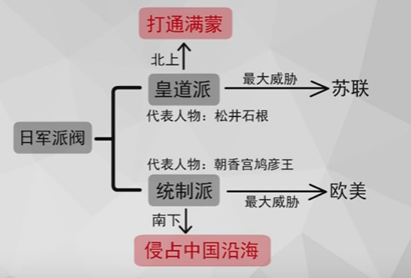 打通满蒙
北上
皇道派
最大威胁
苏联
代表人物：松井石根
日军派阀
代表人物：朝香宫鸠彦王
统制派
最大威胁
欧美
南下
侵占中国沿海